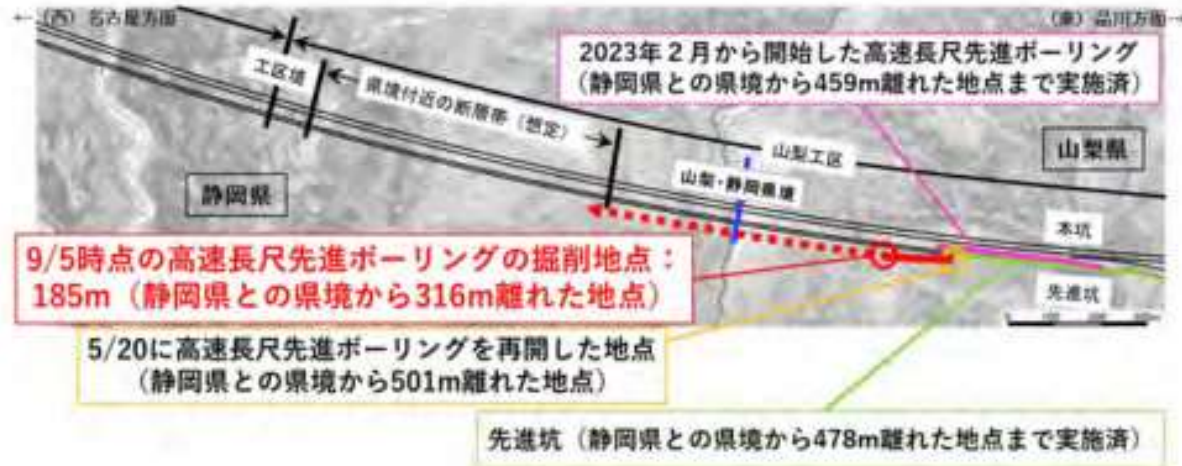 ←（西）名古屋方面
（東）品川方面→
2023年２月から開始した高速長尺先進ボーリング
（静岡県との県境から459m離れた地点まで実施済）
工区境
県境付近の断層帯（想定）
山梨工区
山梨県
山梨・静岡県境
静岡県
本坑
9/5時点の高速長尺先進ボーリングの掘削地点：
185m（静岡県との県境から316m離れた地点）
先進坑
5/20に高速長尺先進ボーリングを再開した地点
（静岡県との県境から501m離れた地点）
先進坑（静岡県との県境から478m離れた地点まで実施済）